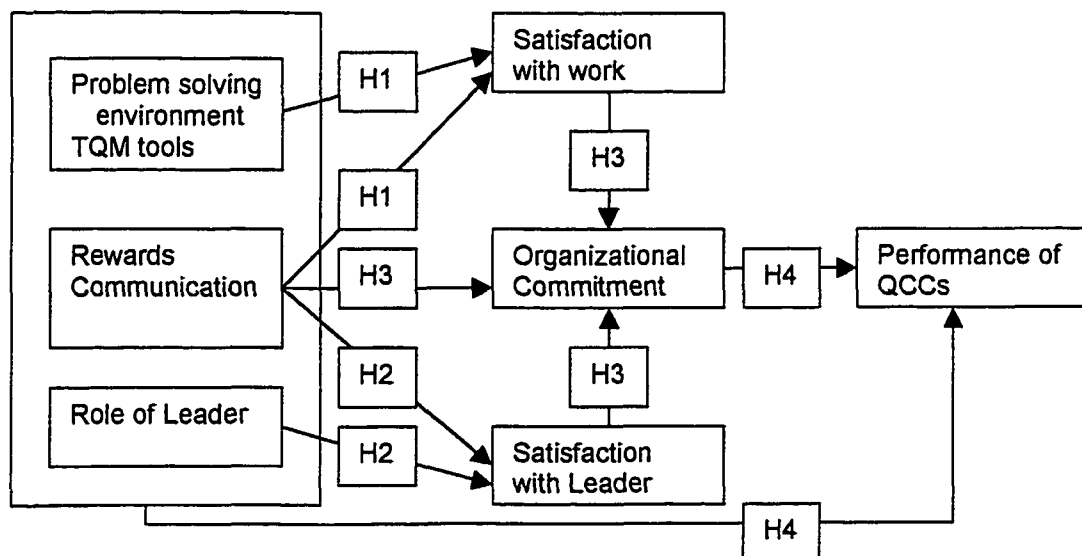 Problem solving
environment
TQM tools
H1
Satisfaction
with work
H1
H3
Rewards
Communication
H3
Organizational
Commitment
H4
Performance of
QCCs
H2
H3
Role of Leader
H2
Satisfaction
with Leader
H4